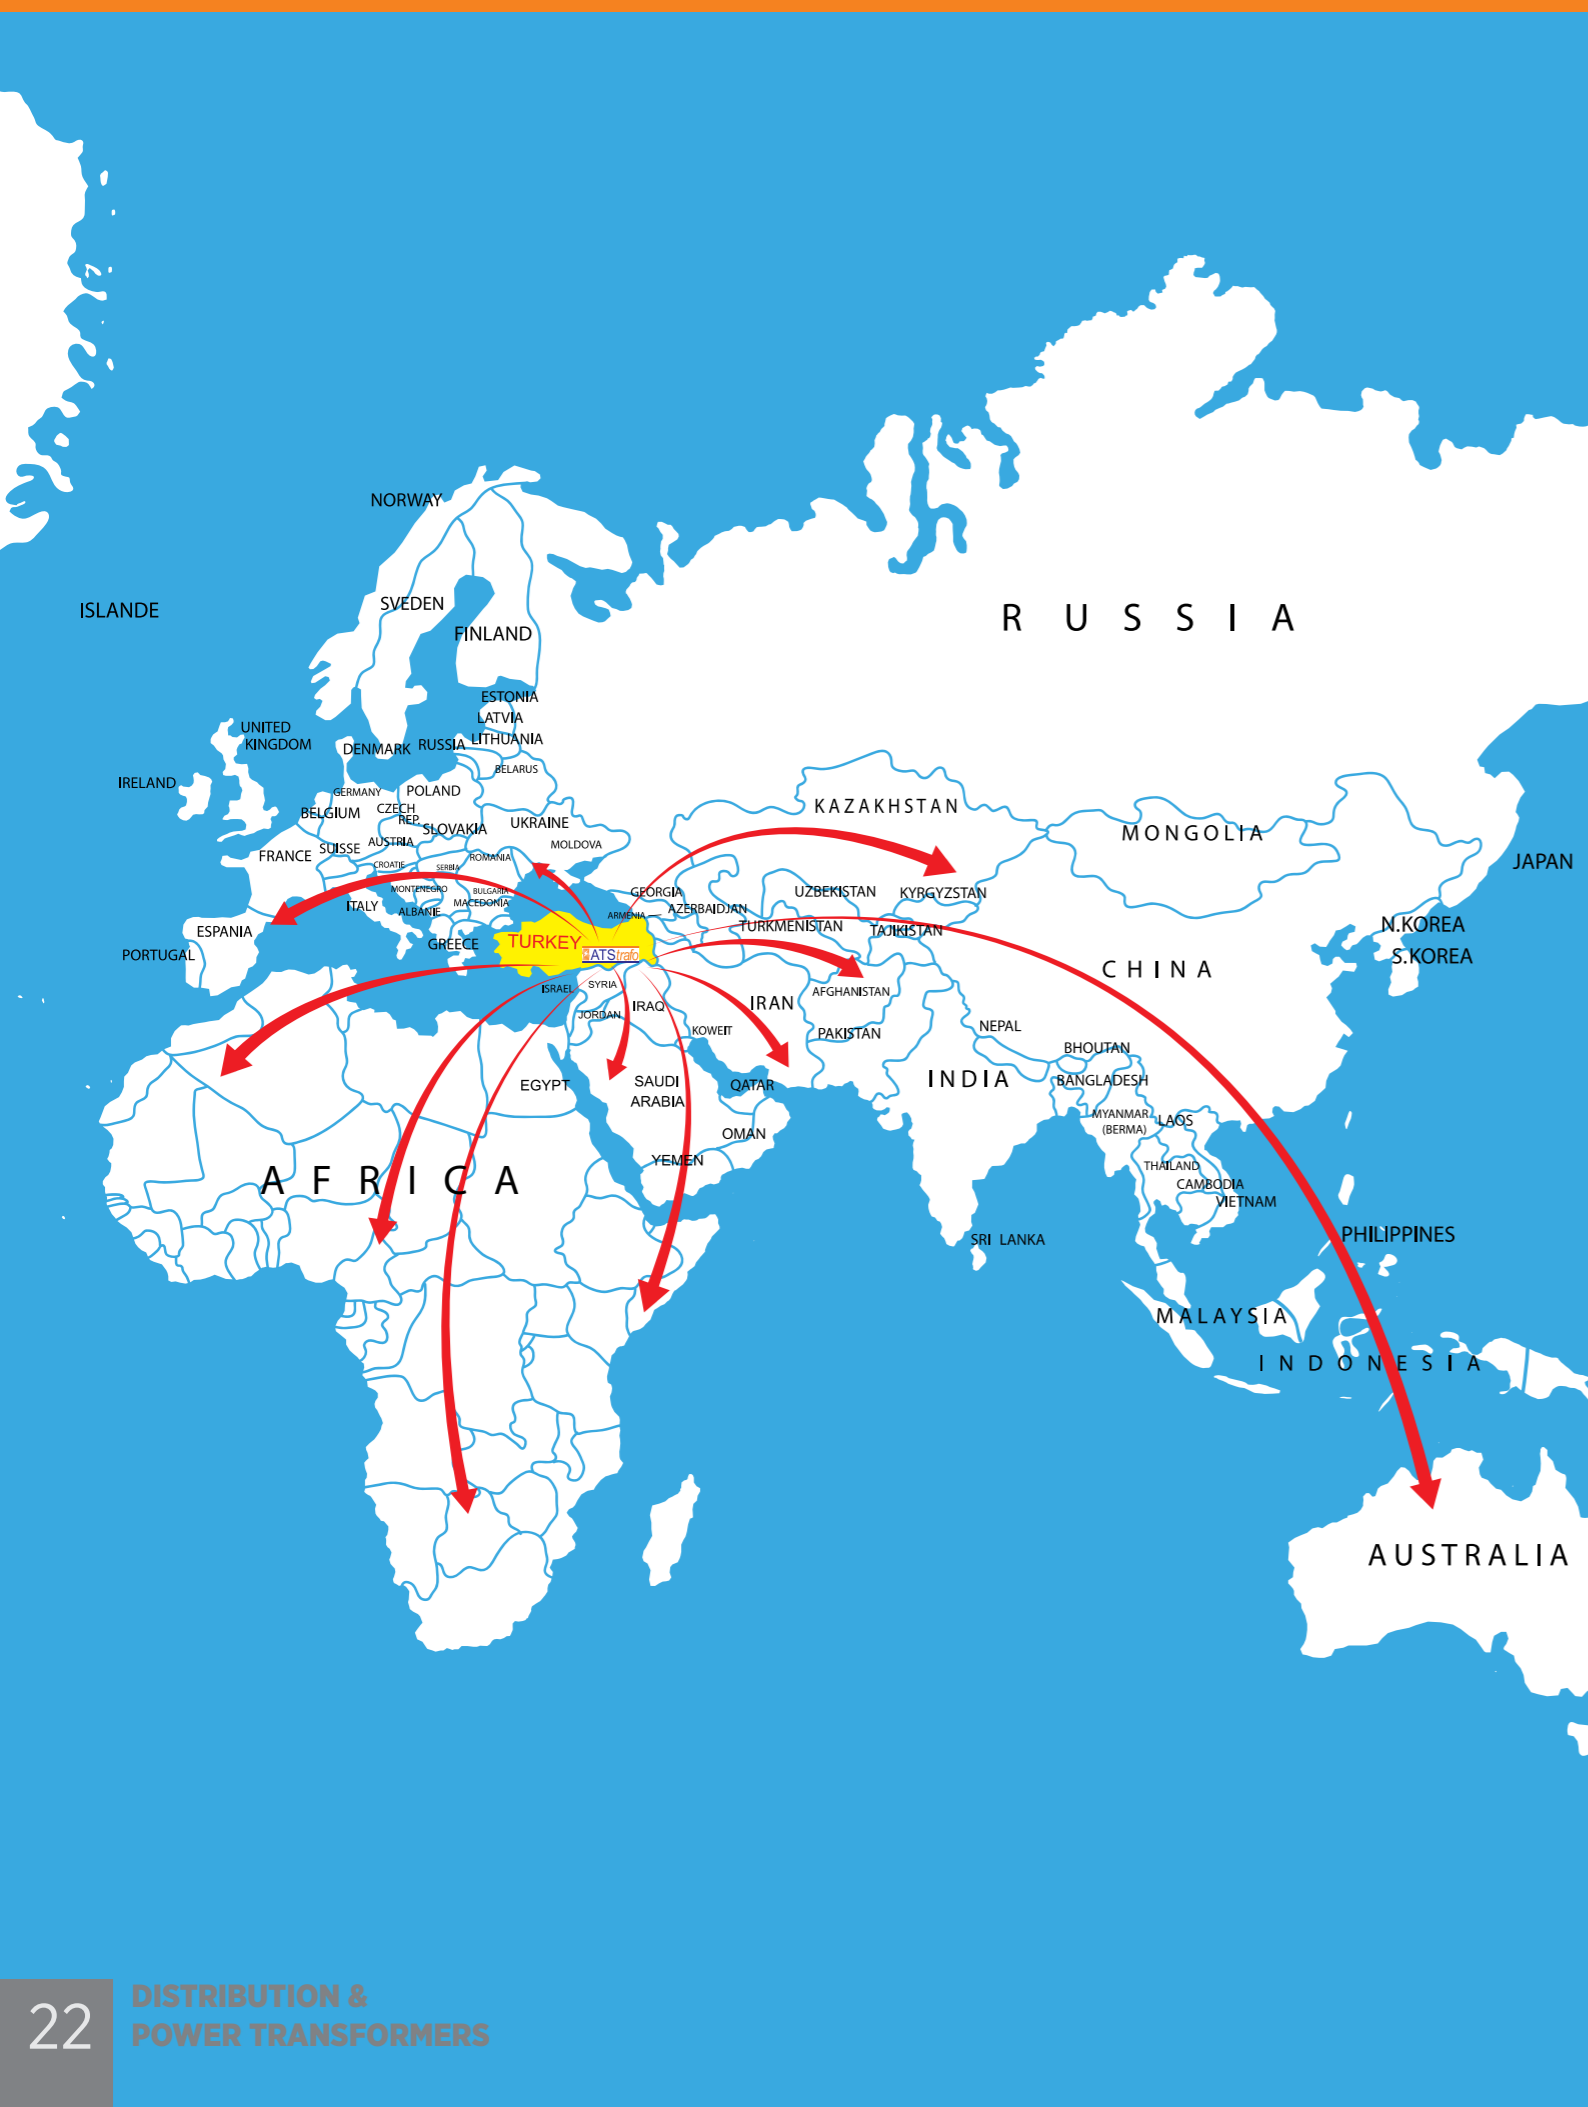 NORWAY
ISLANDE
SVEDEN
FINLAND
R U S S I A
ESTONIA
LATVIA
LITHUANIA
UNITED
KINGDOM
DENMARK
RUSSIA
BELARUS
IRELAND
GERMANY
POLAND
BELGIUM
CZECH
REP.
SLOVAKIA
UKRAINE
KAZAKHSTAN
MONGOLIA
FRANCE
SUISSE
AUSTRIA
MOLDOVA
CROATIE
SERBIA
ROMANIA
JAPAN
MONTENEGRO
BULGARIA
GEORGIA
UZBEKISTAN
KYRGYZSTAN
ITALY
ALBANIE
MACEDONIA
ARMENIA
AZERBAIDJAN
ESPANIA
TURKMENISTAN
TAJIKISTAN
N.KOREA
PORTUGAL
GREECE
TURKEY
ATStrafo
S.KOREA
CHINA
ISRAEL
SYRIA
IRAQ
IRAN
AFGHANISTAN
JORDAN
KOWEIT
PAKISTAN
NEPAL
BHOUTAN
EGYPT
SAUDI
ARABIA
QATAR
INDIA
BANGLADESH
OMAN
MYANMAR
(BERMA)
LAOS
YEMEN
THAILAND
A F R I C A
CAMBODIA
VIETNAM
SRI LANKA
PHILIPPINES
MALAYSIA
I N D O N E S I A
AUSTRALIA
22
DISTRIBUTION &
POWER TRANSFORMERS